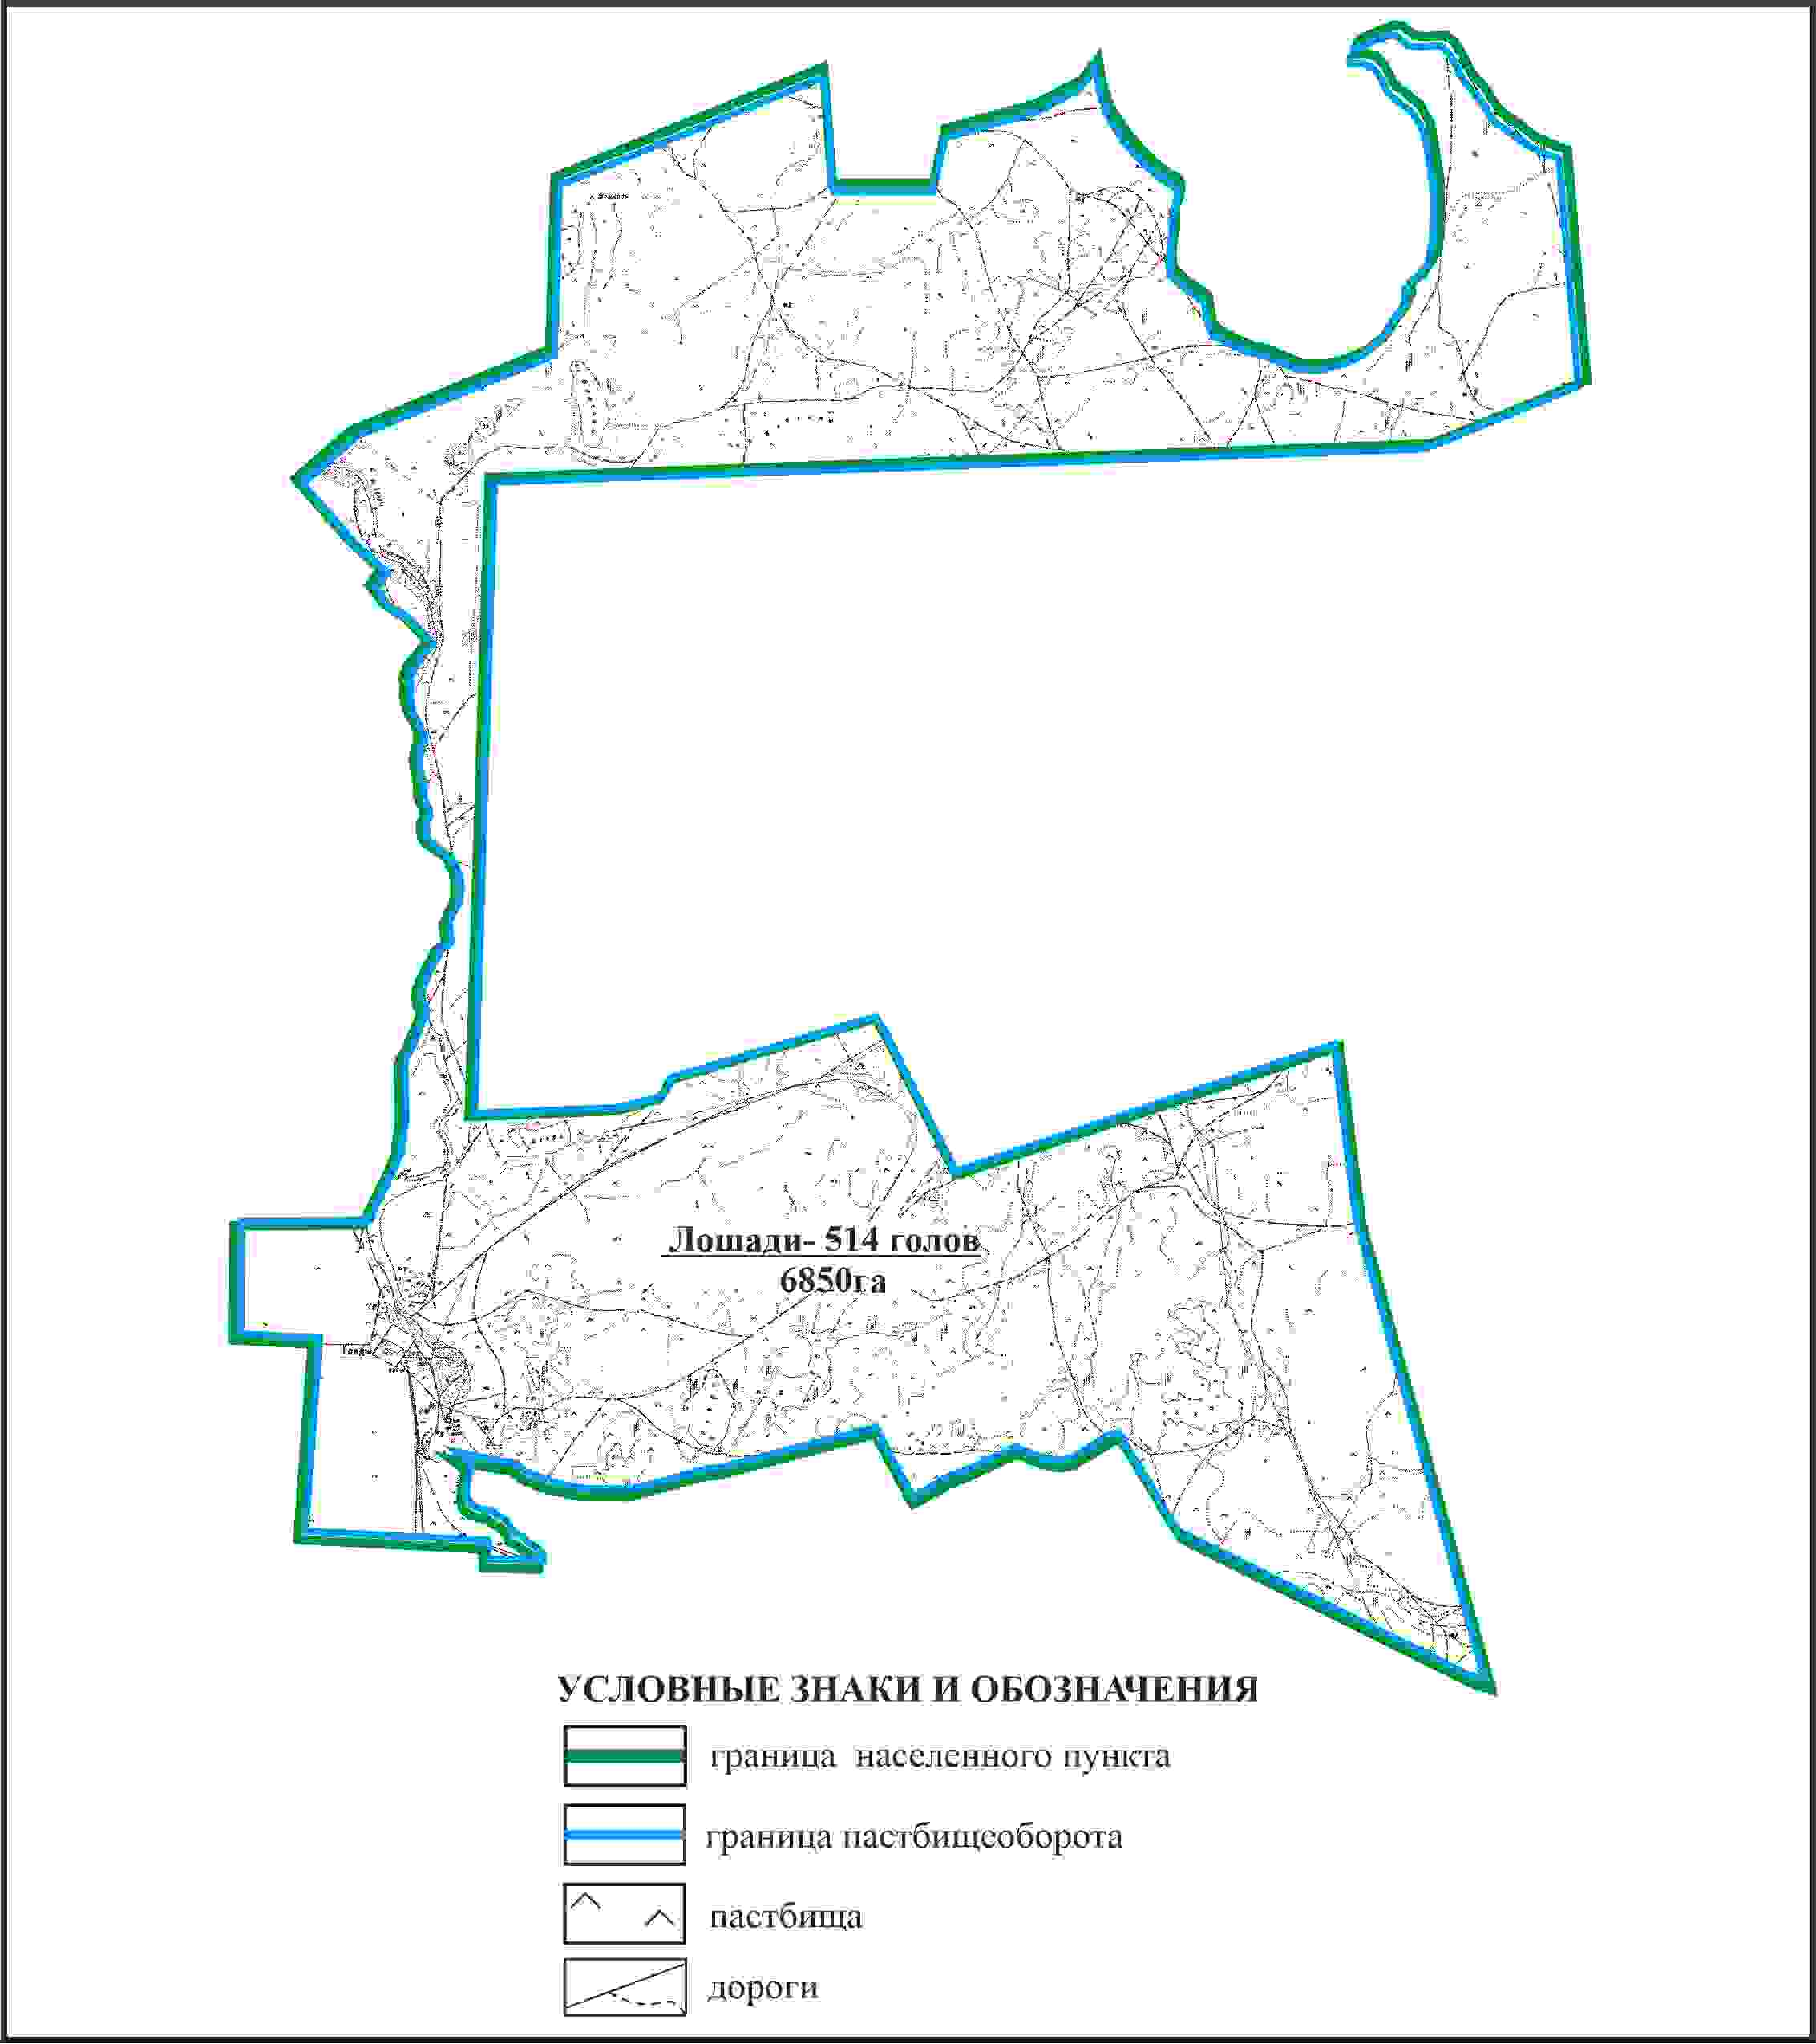 Лошади- 514 голов
6850га
УСЛОВНЫЕ ЗНАКИ И ОБОЗНАЧЕНИЯ
граница населенного пункта
граница пастбищеоборота
пастбища
дороги